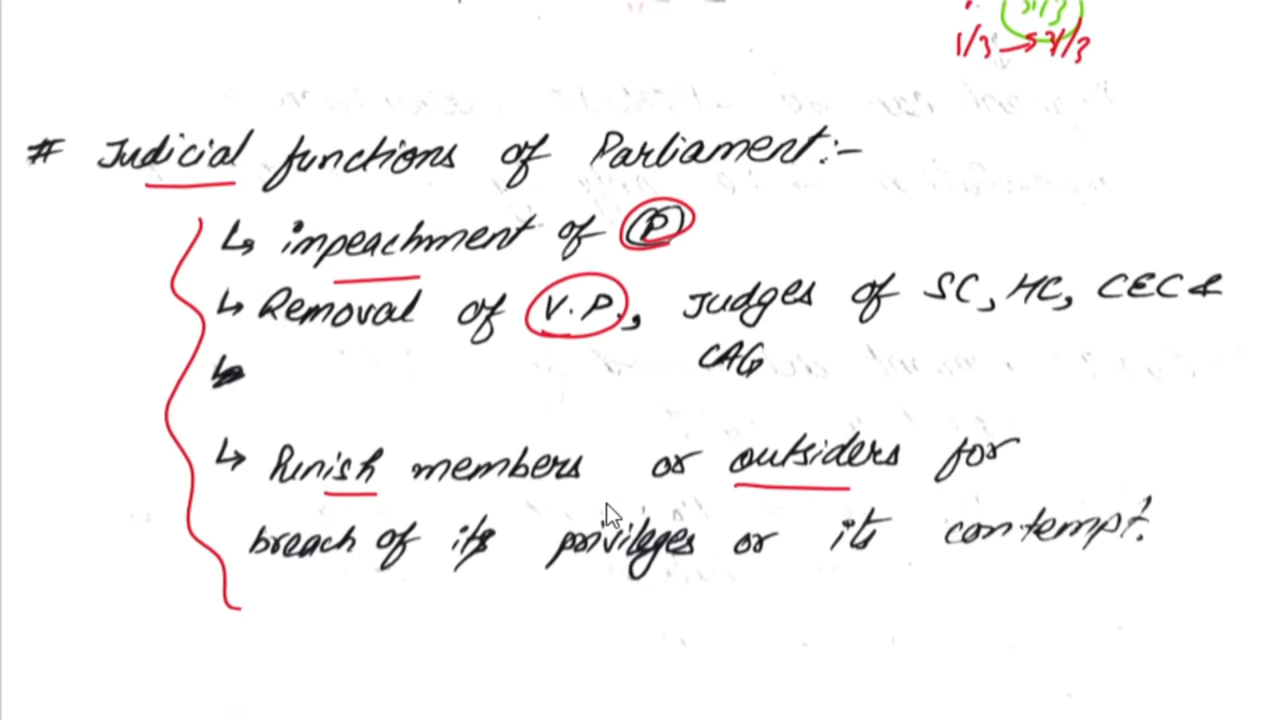 1/3 → 2/3
# Judicial functions of Parliament:-
↳ impeachment of P
↳ Removal of V.P., Judges of SC, HC, CEC &
CAG
↳ Punish members or outsiders for
breach of its privileges or its contempt.